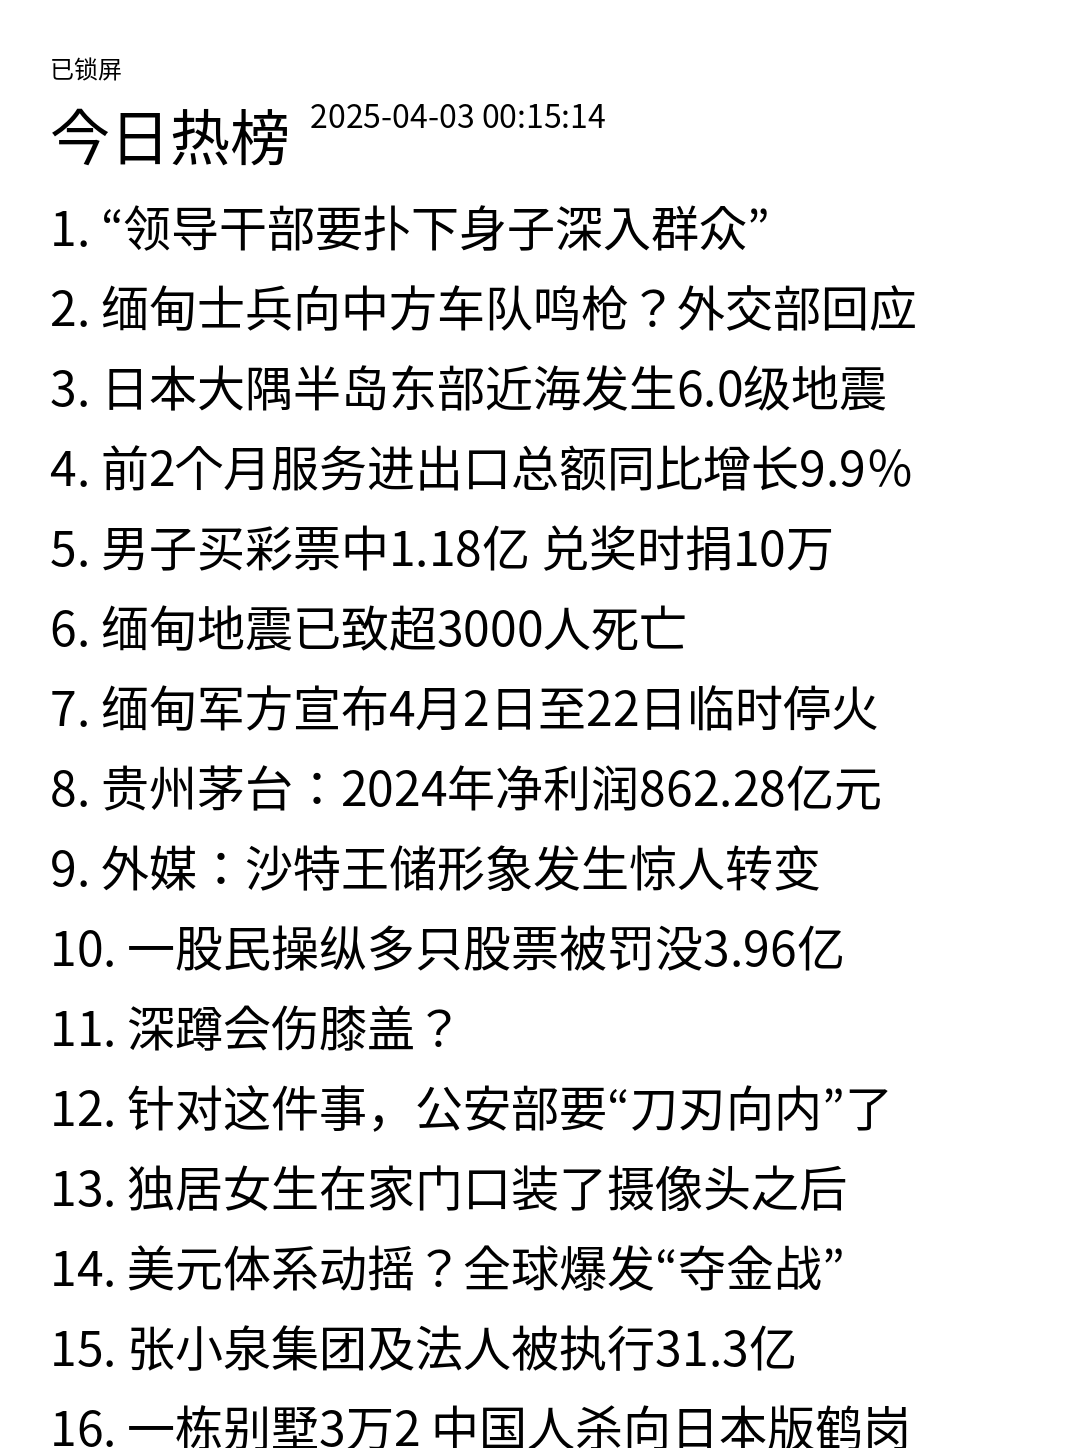 已锁屏
今日热榜 2025-04-03 00:15:14
1. “领导干部要扑下身子深入群众”
2. 缅甸士兵向中方车队鸣枪？外交部回应
3. 日本大隅半岛东部近海发生6.0级地震
4. 前2个月服务进出口总额同比增长9.9%
5. 男子买彩票中1.18亿 兑奖时捐10万
6. 缅甸地震已致超3000人死亡
7. 缅甸军方宣布4月2日至22日临时停火
8. 贵州茅台：2024年净利润862.28亿元
9. 外媒：沙特王储形象发生惊人转变
10. 一股民操纵多只股票被罚没3.96亿
11. 深蹲会伤膝盖？
12. 针对这件事，公安部要“刀刃向内”了
13. 独居女生在家门口装了摄像头之后
14. 美元体系动摇？全球爆发“夺金战”
15. 张小泉集团及法人被执行31.3亿
16. 一栋别墅3万2 中国人杀向日本版鹤岗